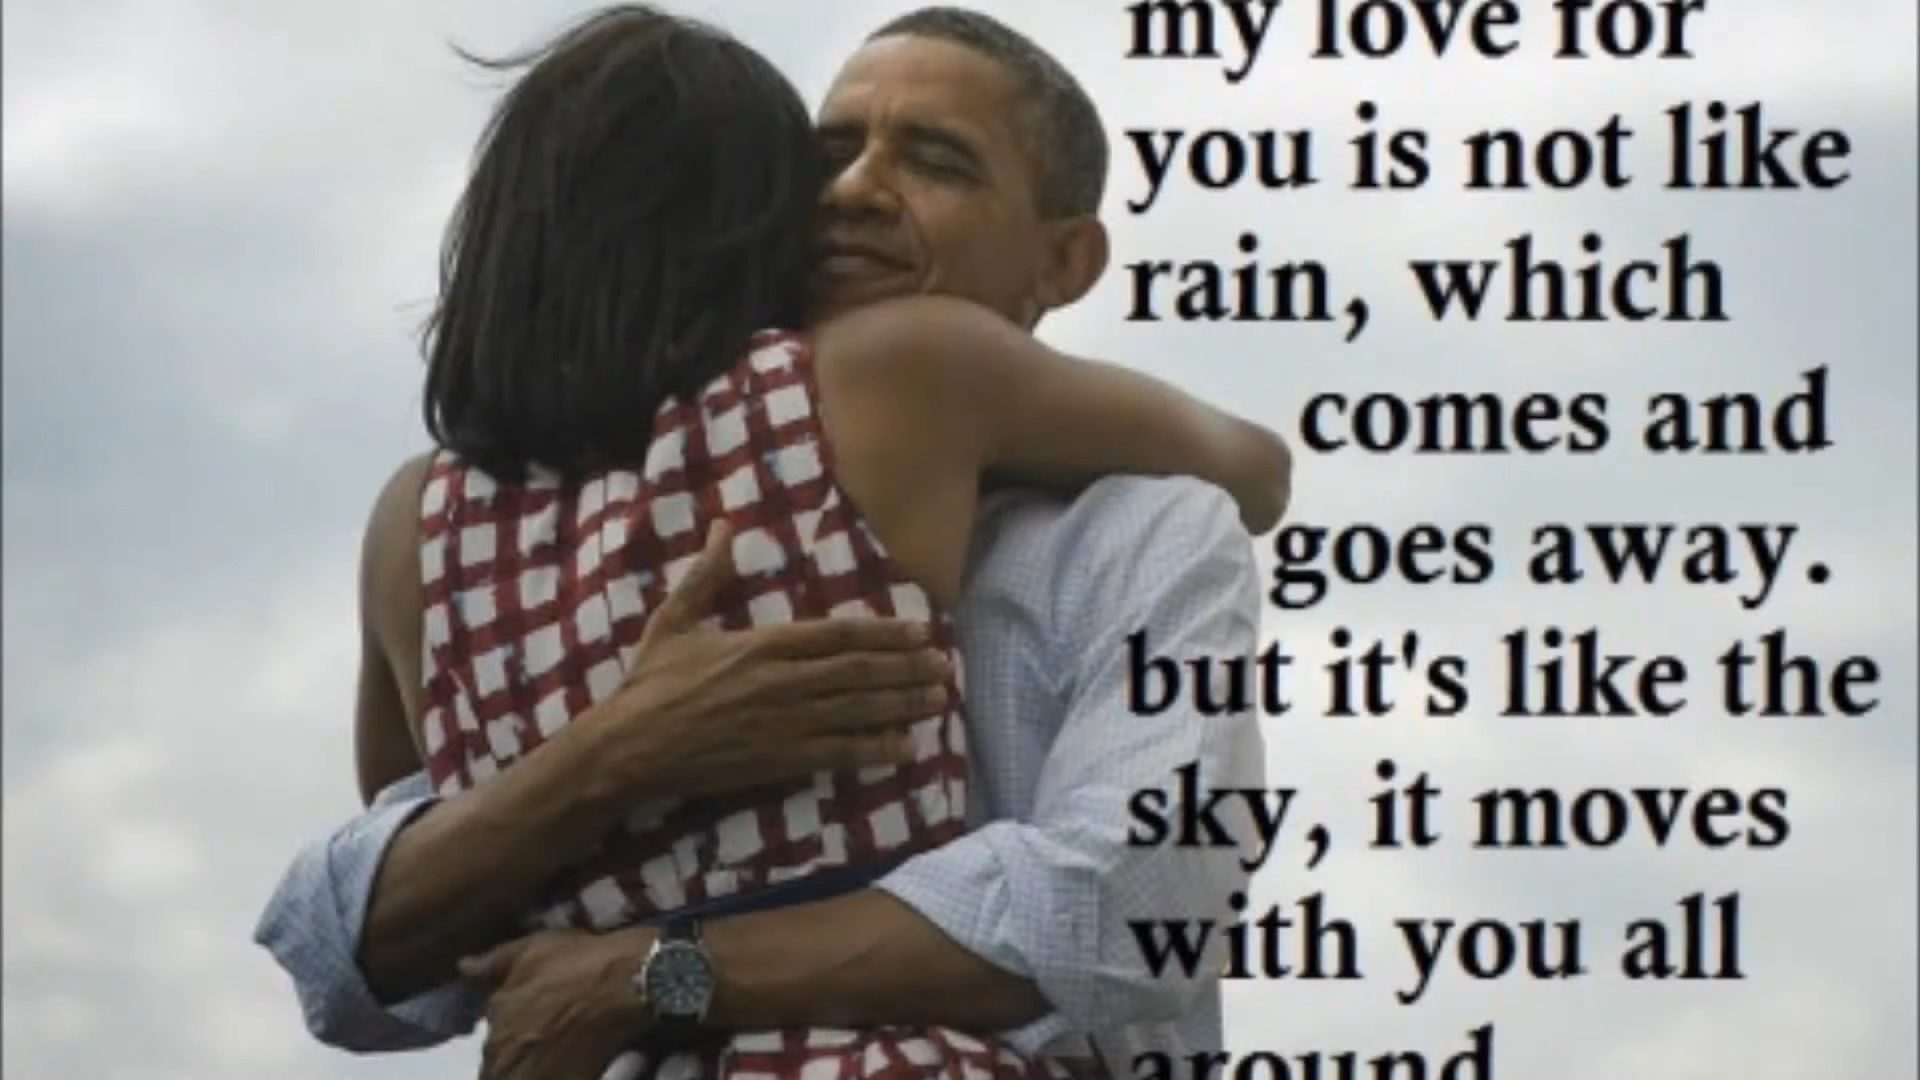 my love for
you is not like
rain, which
comes and
goes away.
but it's like the
sky, it moves
with you all
around